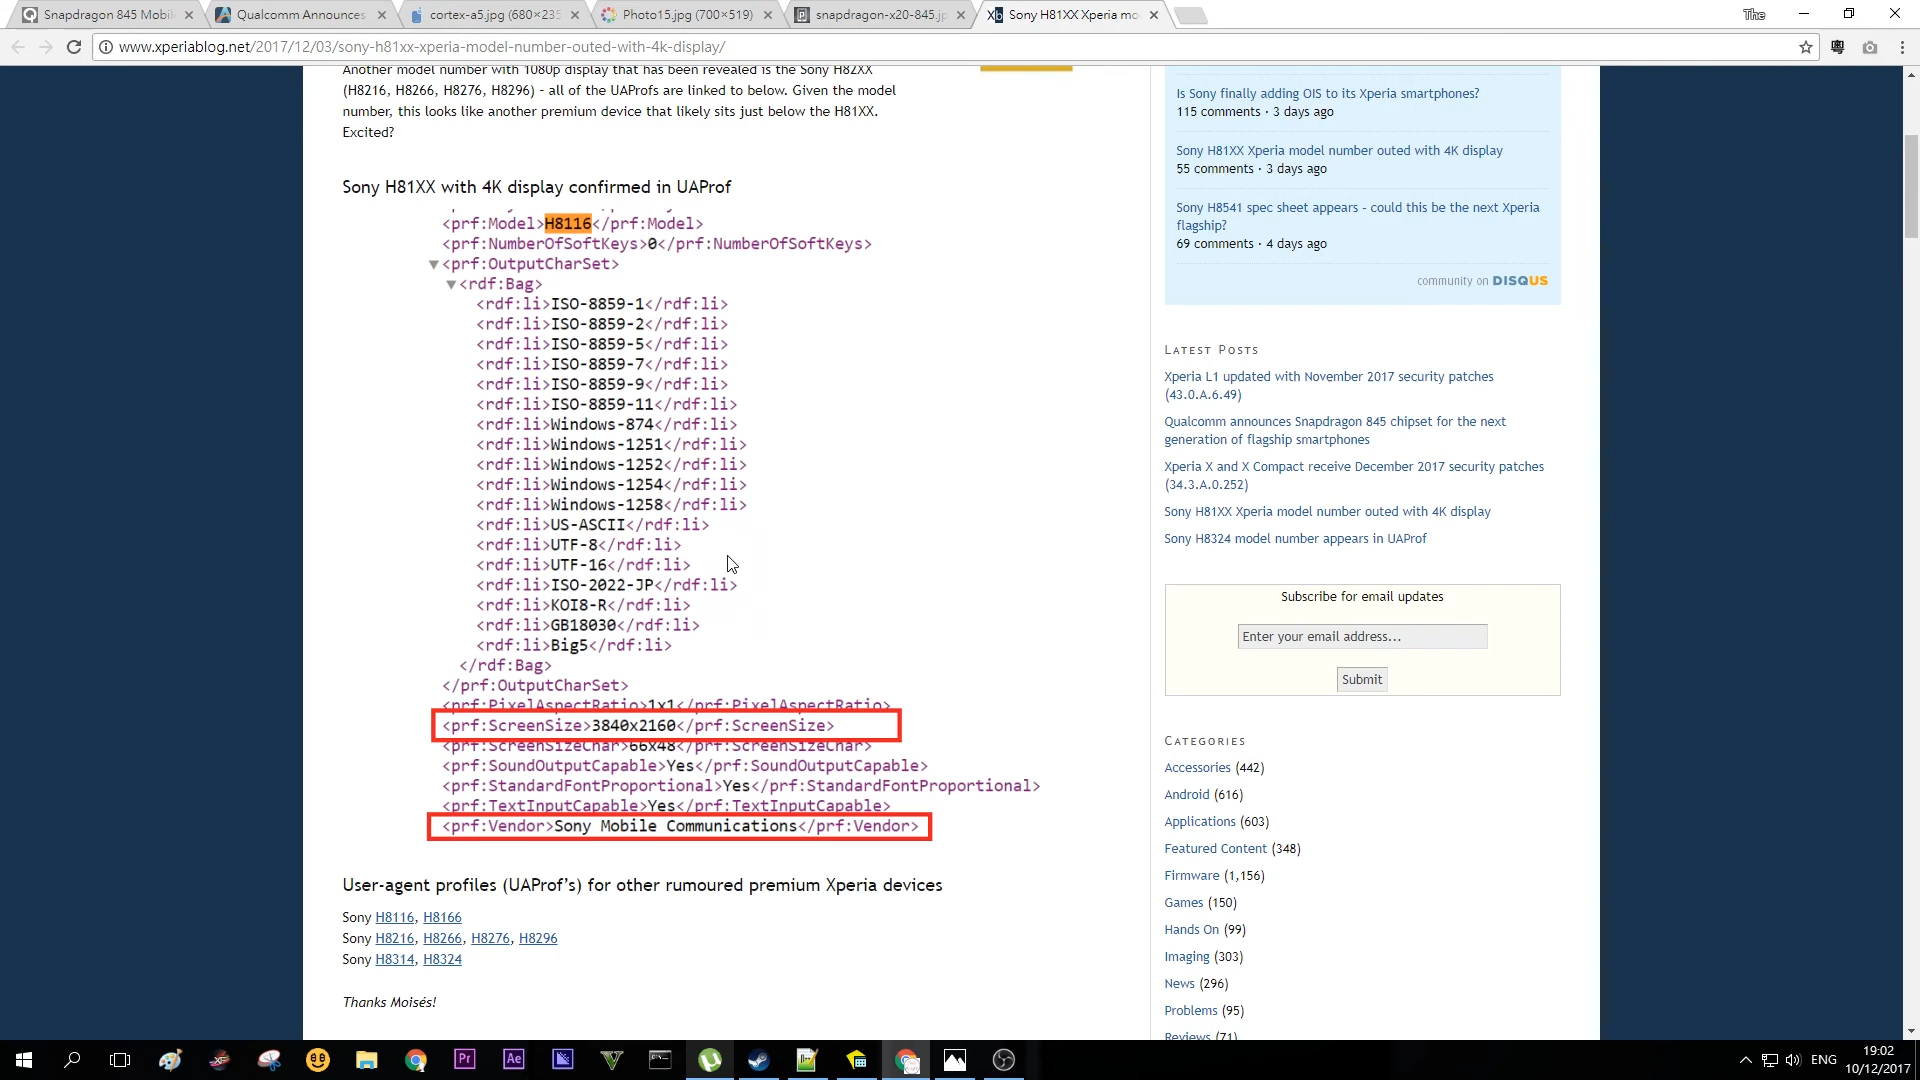 Snapdragon 845 Mobil
Qualcomm Announces
cortex-a5.jpg (680×235
Photo15.jpg (700×519)
snapdragon-x20-845.jp
Sony H81XX Xperia mo
The
www.xperiablog.net/2017/12/03/sony-h81xx-xperia-model-number-outed-with-4k-display/
Another model number with 1080p display that has been revealed is the Sony H82XX
(H8216, H8266, H8276, H8296) - all of the UAProfs are linked to below. Given the model
number, this looks like another premium device that likely sits just below the H81XX.
Excited?
Sony H81XX with 4K display confirmed in UAProf
<prf:Model>H8116</prf:Model>
<prf:NumberOfSoftKeys>0</prf:NumberOfSoftKeys>
<prf:OutputCharSet>
<rdf:Bag>
<rdf:li>ISO-8859-1</rdf:li>
<rdf:li>ISO-8859-2</rdf:li>
<rdf:li>ISO-8859-5</rdf:li>
<rdf:li>ISO-8859-7</rdf:li>
<rdf:li>ISO-8859-9</rdf:li>
<rdf:li>ISO-8859-11</rdf:li>
<rdf:li>Windows-874</rdf:li>
<rdf:li>Windows-1251</rdf:li>
<rdf:li>Windows-1252</rdf:li>
<rdf:li>Windows-1254</rdf:li>
<rdf:li>Windows-1258</rdf:li>
<rdf:li>US-ASCII</rdf:li>
<rdf:li>UTF-8</rdf:li>
<rdf:li>UTF-16</rdf:li>
<rdf:li>ISO-2022-JP</rdf:li>
<rdf:li>KOI8-R</rdf:li>
<rdf:li>GB18030</rdf:li>
<rdf:li>Big5</rdf:li>
</rdf:Bag>
</prf:OutputCharSet>
<prf:PixelAspectRatio>1x1</prf:PixelAspectRatio>
<prf:ScreenSize>3840x2160</prf:ScreenSize>
<prf:ScreenSizeChar>66x48</prf:ScreenSizeChar>
<prf:SoundOutputCapable>Yes</prf:SoundOutputCapable>
<prf:StandardFontProportional>Yes</prf:StandardFontProportional>
<prf:TextInputCapable>Yes</prf:TextInputCapable>
<prf:Vendor>Sony Mobile Communications</prf:Vendor>
User-agent profiles (UAProf's) for other rumoured premium Xperia devices
Sony H8116, H8166
Sony H8216, H8266, H8276, H8296
Sony H8314, H8324
Thanks Moisés!
Is Sony finally adding OIS to its Xperia smartphones?
115 comments · 3 days ago
Sony H81XX Xperia model number outed with 4K display
55 comments · 3 days ago
Sony H8541 spec sheet appears - could this be the next Xperia
flagship?
69 comments · 4 days ago
community on DISQUS
Latest Posts
Xperia L1 updated with November 2017 security patches
(43.0.A.6.49)
Qualcomm announces Snapdragon 845 chipset for the next
generation of flagship smartphones
Xperia X and X Compact receive December 2017 security patches
(34.3.A.0.252)
Sony H81XX Xperia model number outed with 4K display
Sony H8324 model number appears in UAProf
Subscribe for email updates
Enter your email address...
Submit
Categories
Accessories (442)
Android (616)
Applications (603)
Featured Content (348)
Firmware (1,156)
Games (150)
Hands On (99)
Imaging (303)
News (296)
Problems (95)
Reviews (71)
Pr
Ae
ENG
19:02
10/12/2017